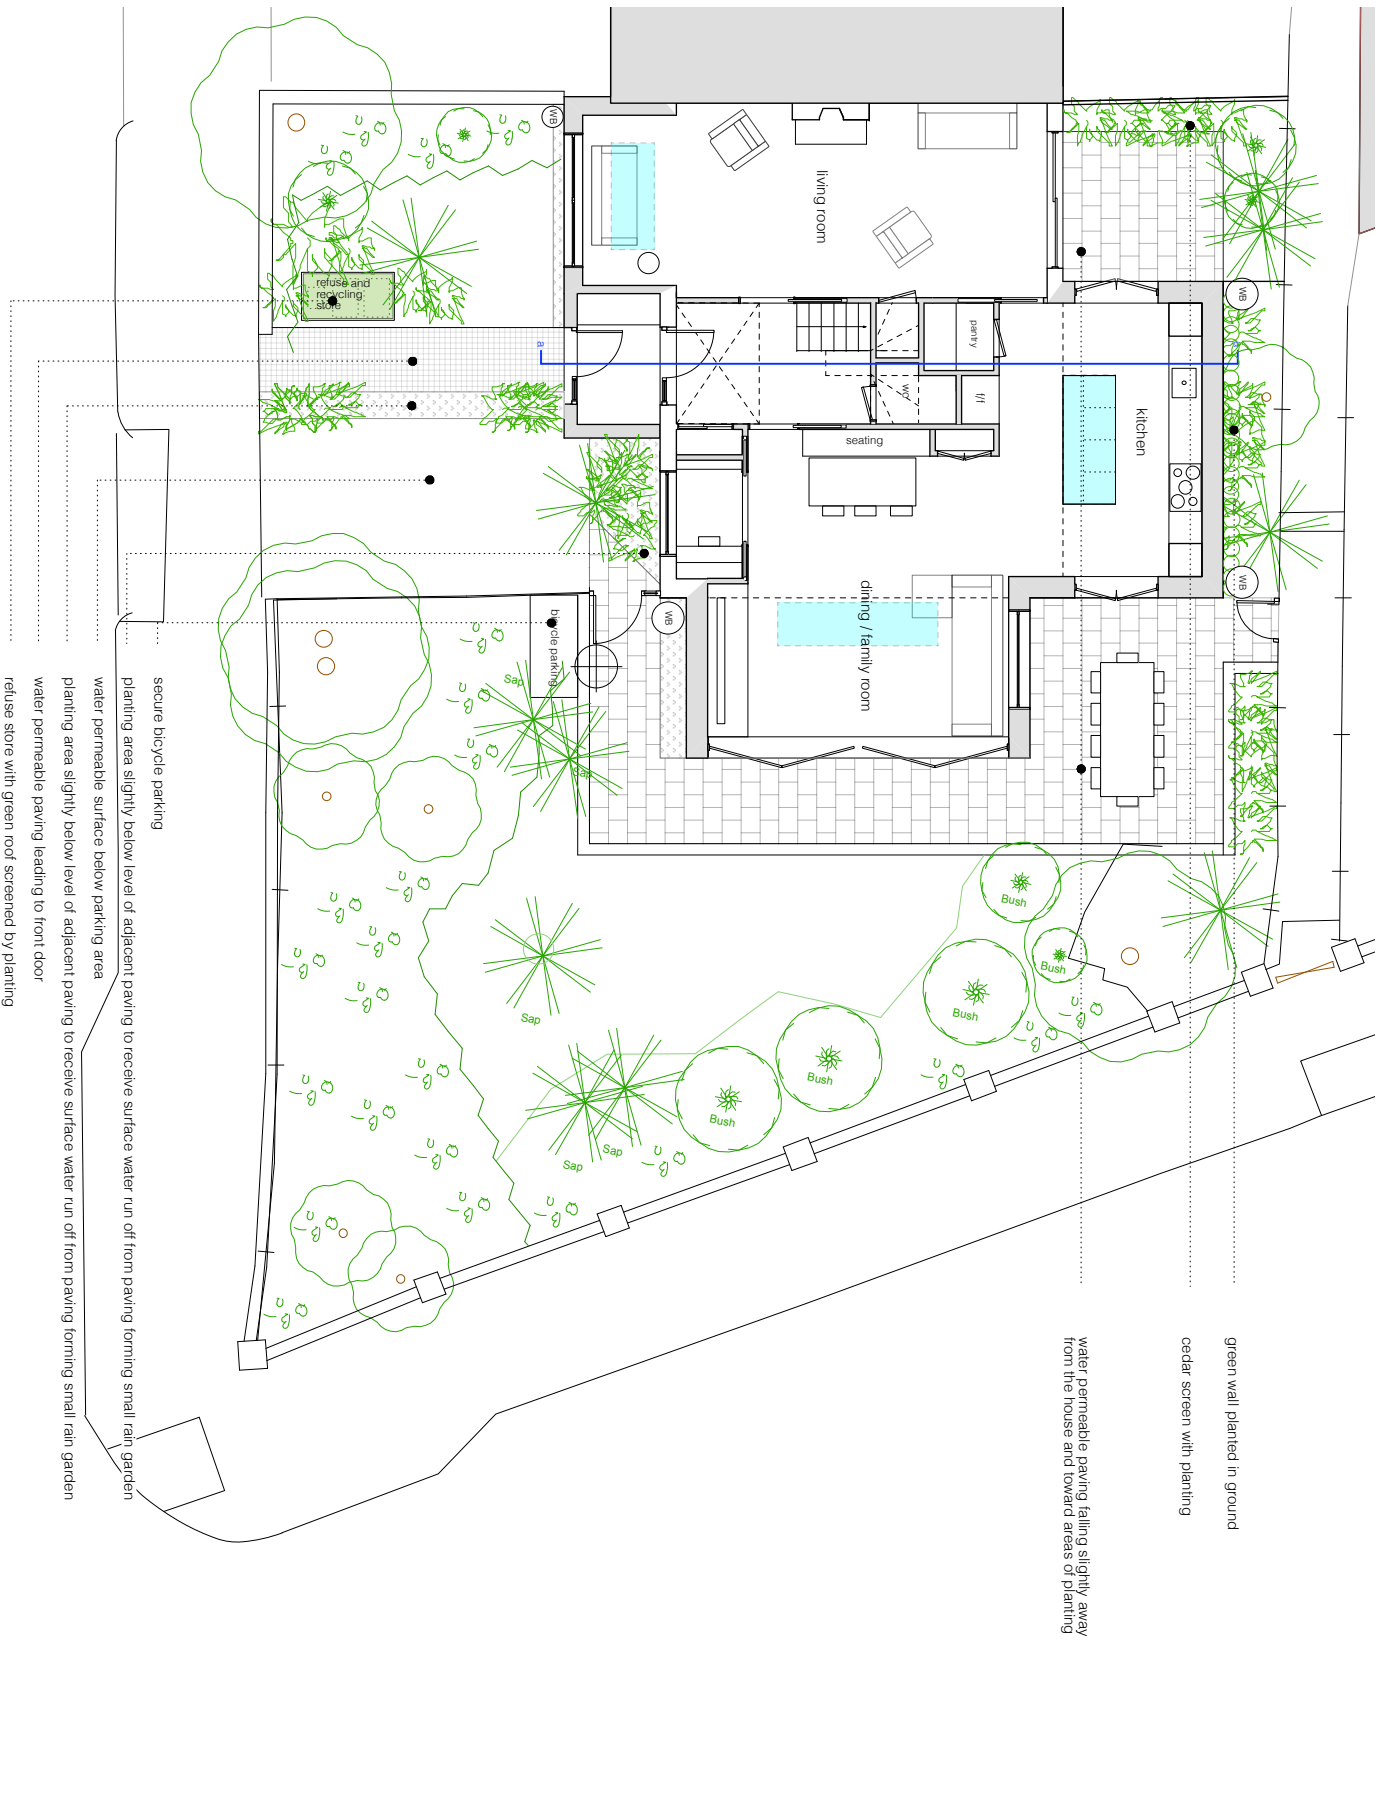 WB
living room
refuse and
recycling
store
WB
pantry
a
a
wc
f/f
kitchen
seating
WB
dining / family room
WB
bicycle parking
Sap
Sap
Bush
Bush
Bush
Sap
Bush
Bush
Sap
Sap
secure bicycle parking
planting area slightly below level of adjacent paving to receive surface water run off from paving forming small rain garden
water permeable surface below parking area
planting area slightly below level of adjacent paving to receive surface water run off from paving forming small rain garden
water permeable paving leading to front door
refuse store with green roof screened by planting
green wall planted in ground
cedar screen with planting
water permeable paving falling slightly away
from the house and toward areas of planting